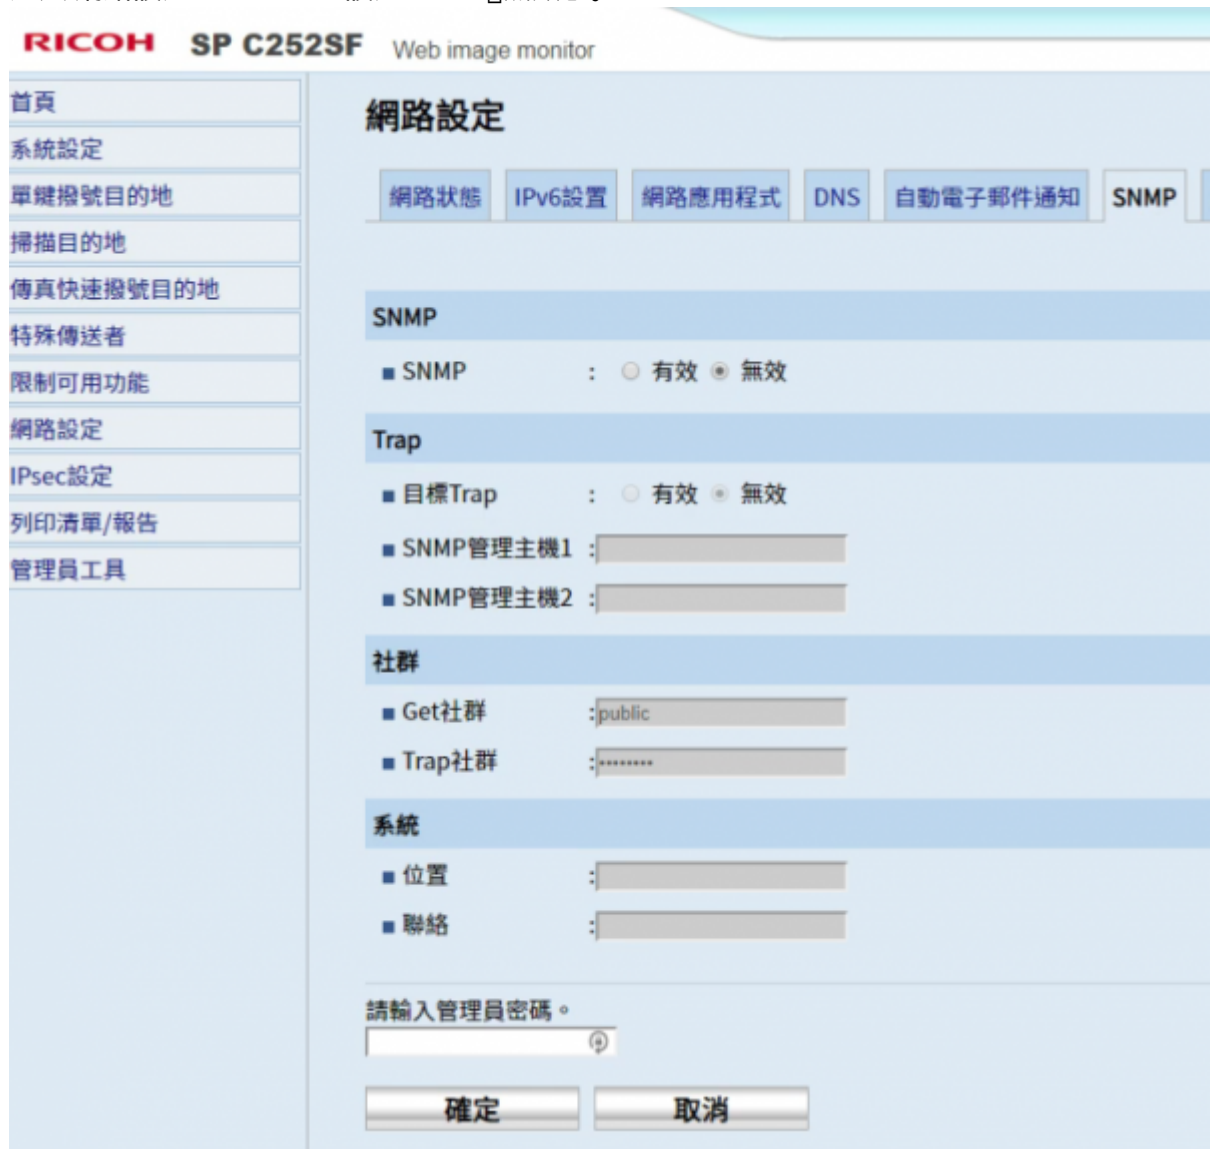 RICOH SP C252SF Web image monitor
首頁
系統設定
單鍵撥號目的地
掃描目的地
傳真快速撥號目的地
特殊傳送者
限制可用功能
網路設定
IPsec設定
列印清單/報告
管理員工具
網路設定
網路狀態 IPv6設置 網路應用程式 DNS 自動電子郵件通知 SNMP
SNMP
SNMP : 有效 無效
Trap
目標Trap : 有效 無效
SNMP管理主機1 :
SNMP管理主機2 :
社群
Get社群 :public
Trap社群 :••••••••
系統
位置 :
聯絡 :
請輸入管理員密碼。
確定 取消